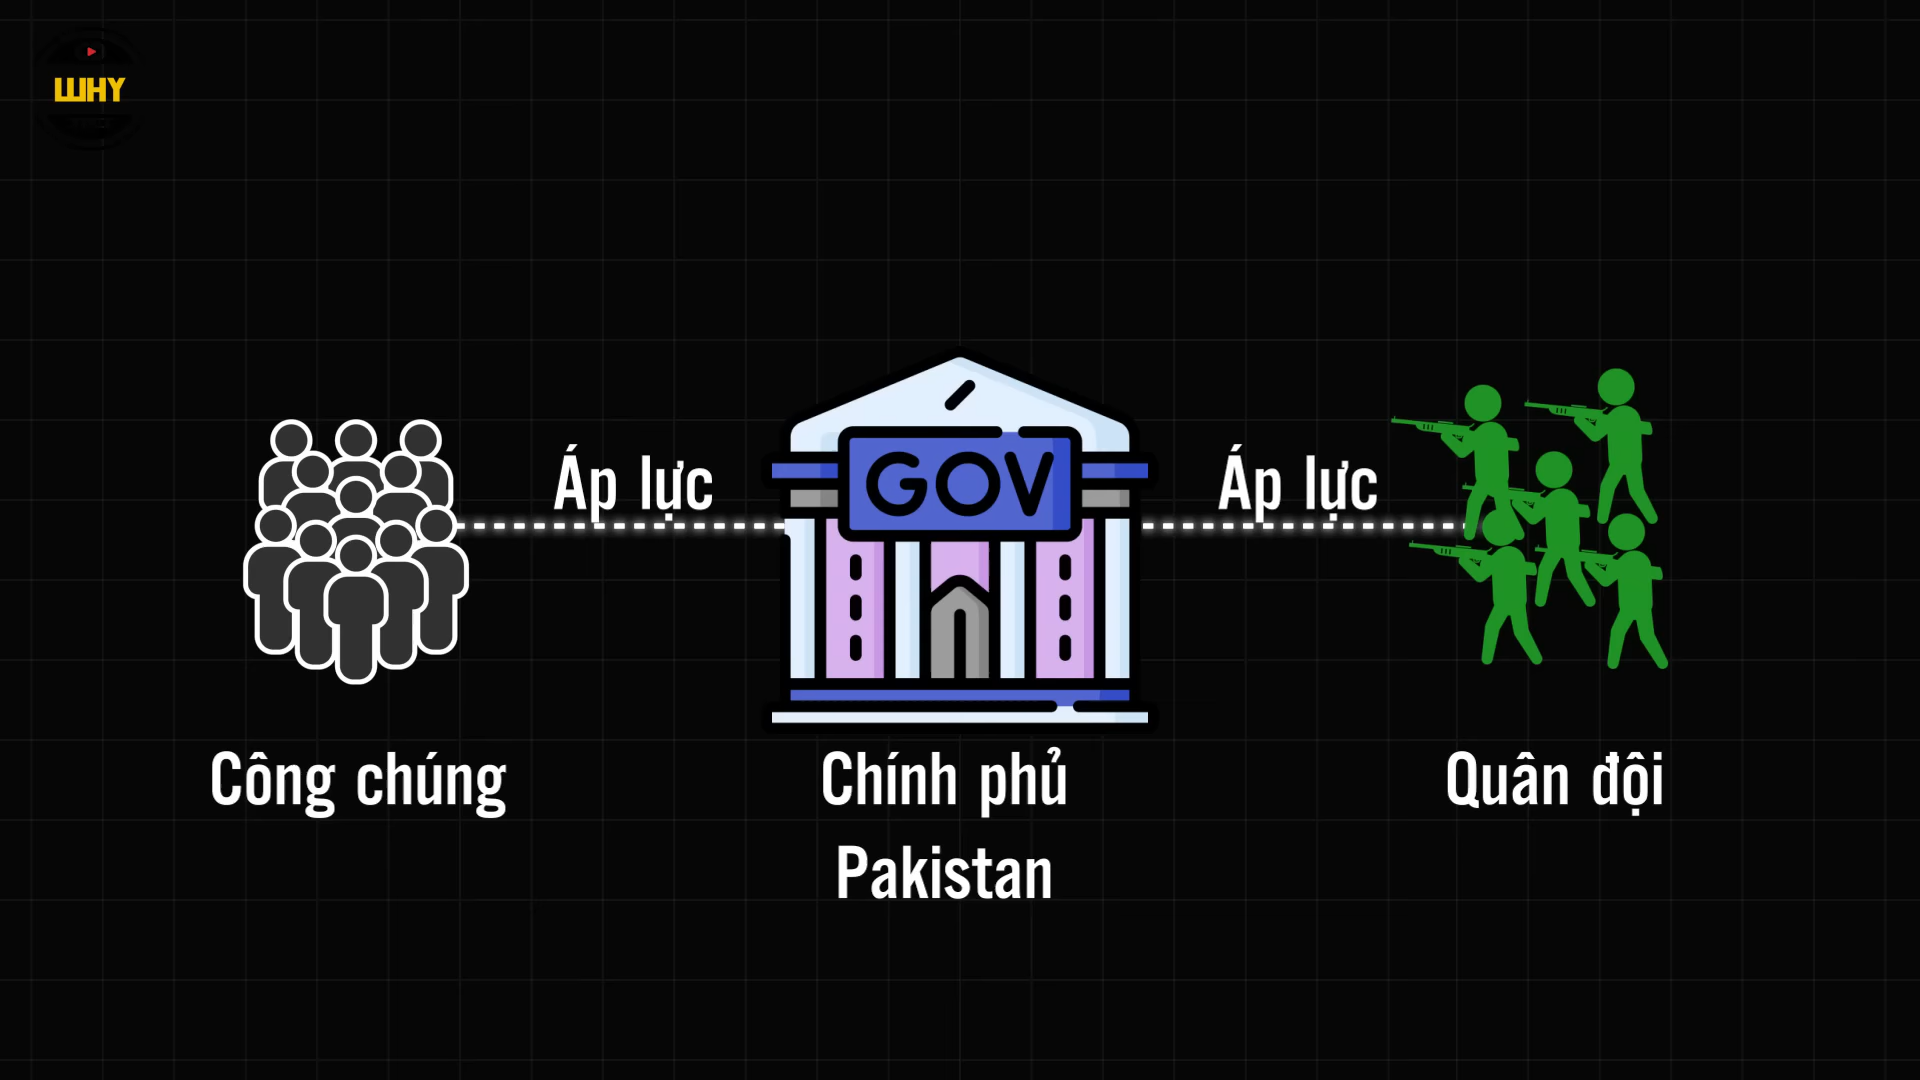 WHY
Áp lực
GOV
Áp lực
Công chúng
Chính phủ
Pakistan
Quân đội